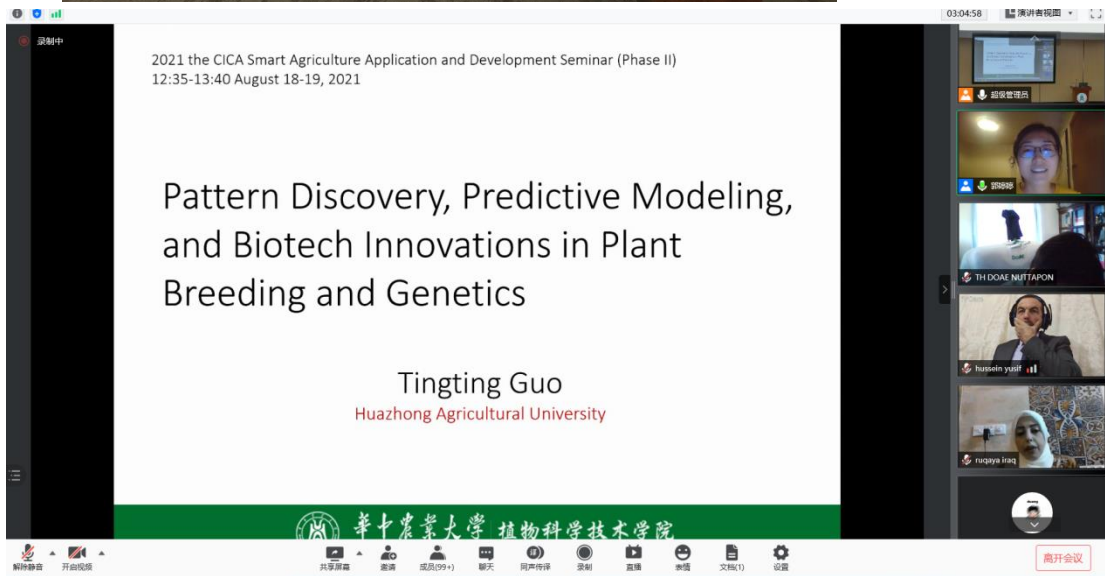 03:04:58
演讲者视图
录制中
2021 the CICA Smart Agriculture Application and Development Seminar (Phase II)
12:35-13:40 August 18-19, 2021
Pattern Discovery, Predictive Modeling,
and Biotech Innovations in Plant
Breeding and Genetics
Tingting Guo
Huazhong Agricultural University
華中农業大学 植物科学技术学院
超级管理员
郭婷婷
TH DOAE NUTTAPON
hussein yusif
ruqaya iraq
解除静音
开启视频
共享屏幕
邀请
成员(99+)
聊天
同声传译
录制
直播
表情
文档(1)
设置
离开会议